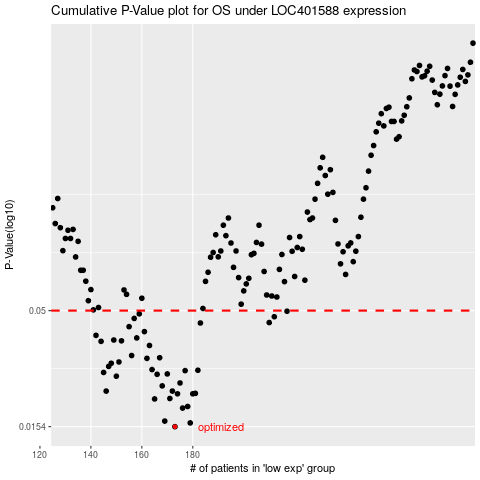 Cumulative P-Value plot for OS under LOC401588 expression
P-Value(log10)
0.05
0.0154
optimized
120 140 160 180
# of patients in 'low exp' group